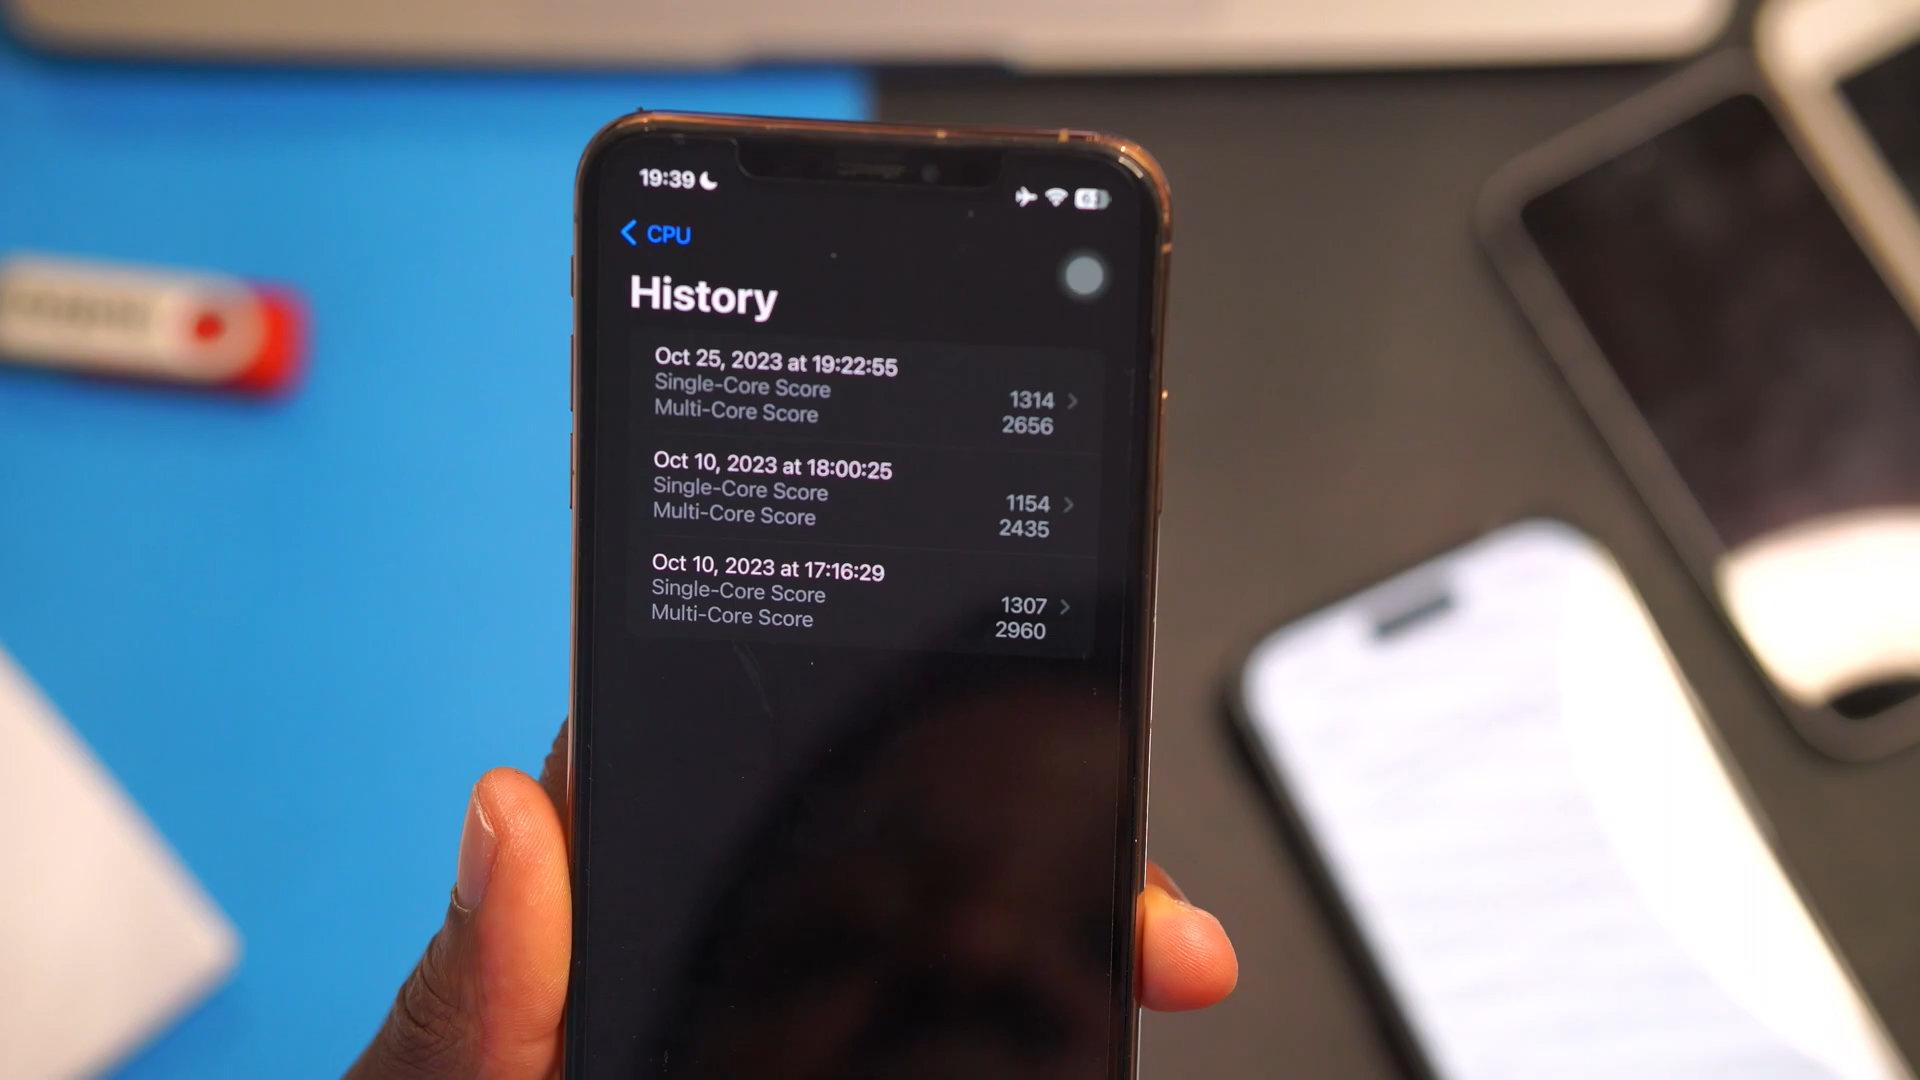 19:39
CPU
History
Oct 25, 2023 at 19:22:55
Single-Core Score 1314
Multi-Core Score 2656
Oct 10, 2023 at 18:00:25
Single-Core Score 1154
Multi-Core Score 2435
Oct 10, 2023 at 17:16:29
Single-Core Score 1307
Multi-Core Score 2960